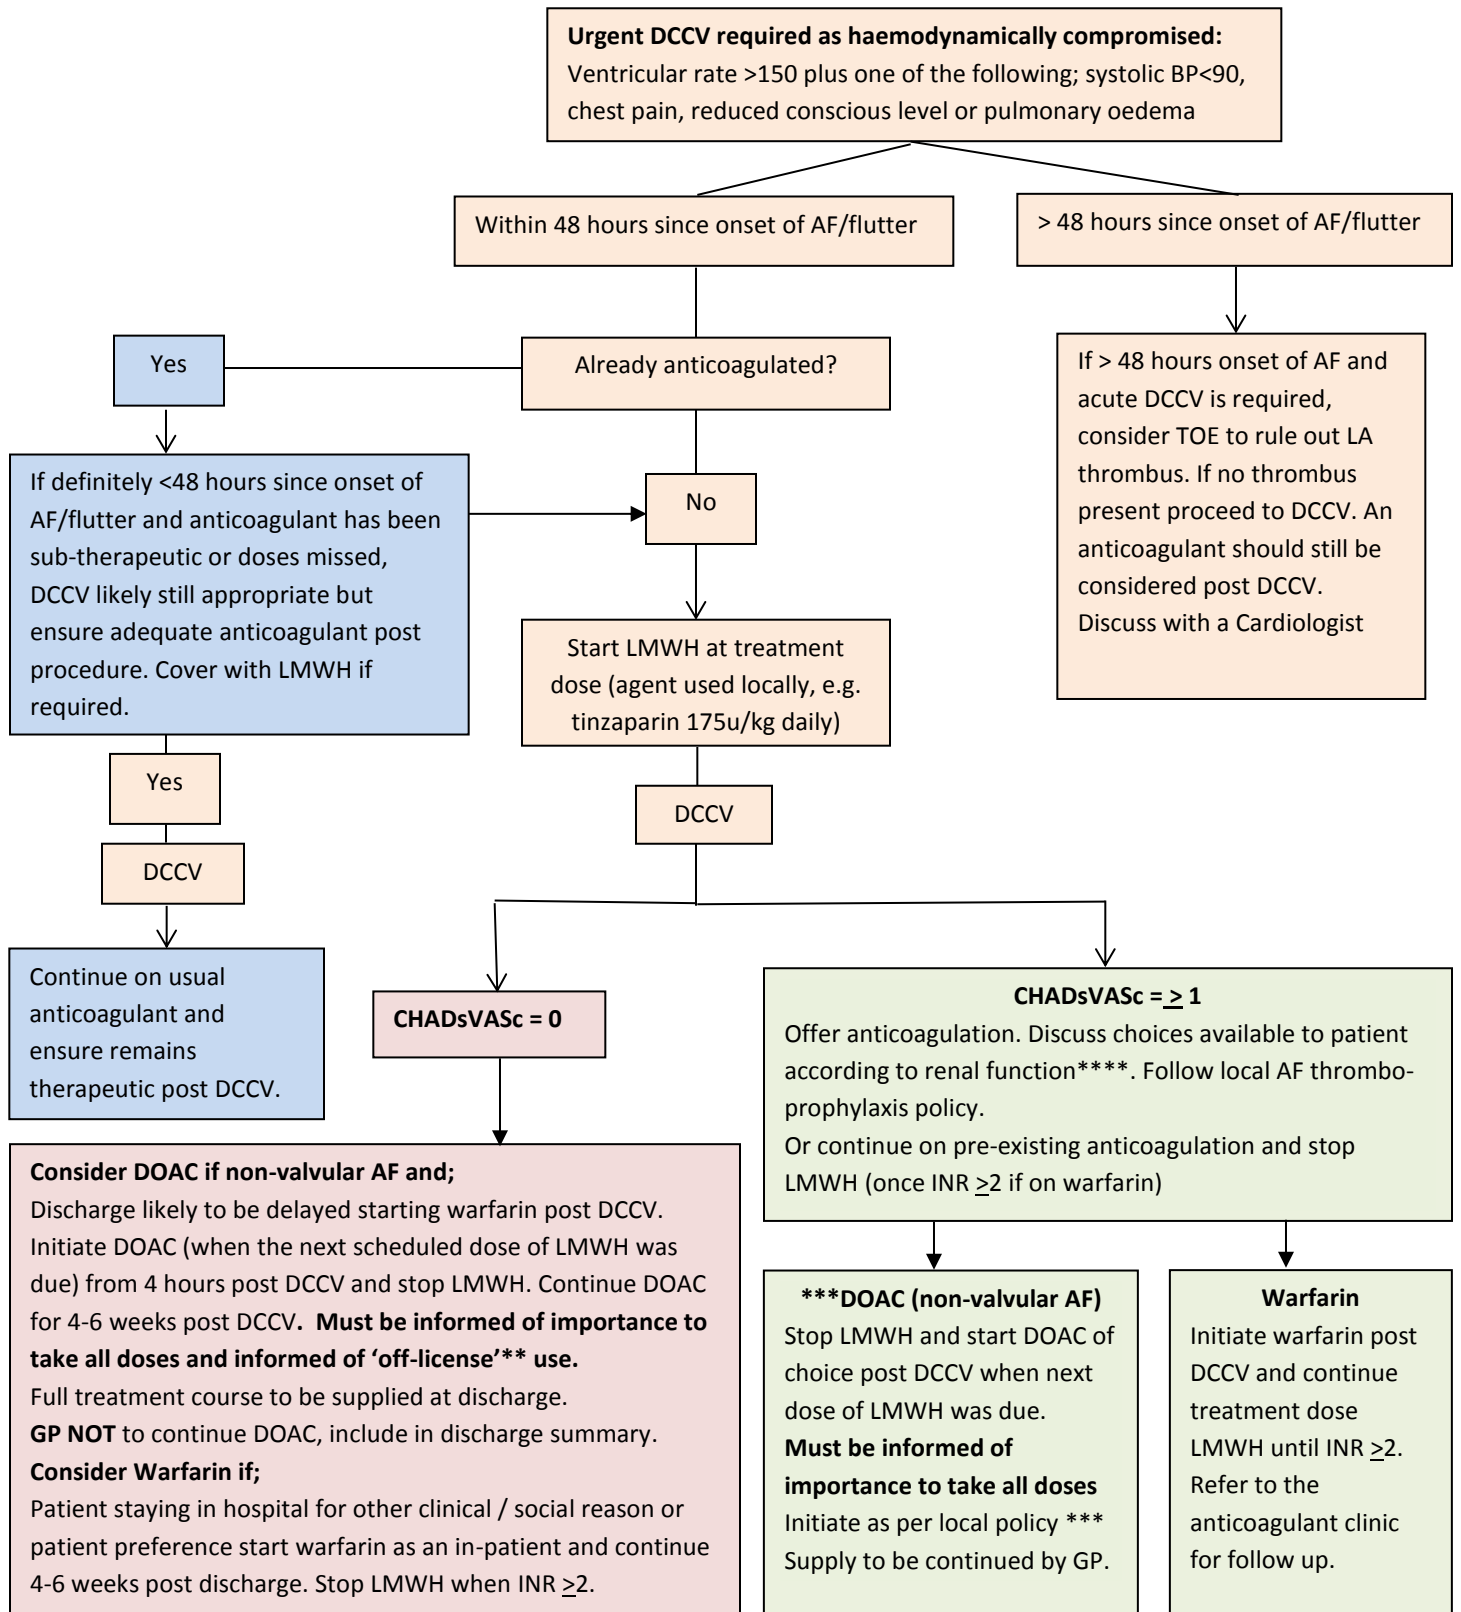 Urgent DCCV required as haemodynamically compromised:
Ventricular rate >150 plus one of the following; systolic BP<90,
chest pain, reduced conscious level or pulmonary oedema
Within 48 hours since onset of AF/flutter
> 48 hours since onset of AF/flutter
Yes
Already anticoagulated?
If > 48 hours onset of AF and
acute DCCV is required,
consider TOE to rule out LA
thrombus. If no thrombus
present proceed to DCCV. An
anticoagulant should still be
considered post DCCV.
Discuss with a Cardiologist
If definitely <48 hours since onset of
AF/flutter and anticoagulant has been
sub-therapeutic or doses missed,
DCCV likely still appropriate but
ensure adequate anticoagulant post
procedure. Cover with LMWH if
required.
No
Start LMWH at treatment
dose (agent used locally, e.g.
tinzaparin 175u/kg daily)
Yes
DCCV
DCCV
Continue on usual
anticoagulant and
ensure remains
therapeutic post DCCV.
CHADsVASc = 0
CHADsVASc = ≥ 1
Offer anticoagulation. Discuss choices available to patient
according to renal function****. Follow local AF thrombo-
prophylaxis policy.
Or continue on pre-existing anticoagulation and stop
LMWH (once INR ≥2 if on warfarin)
Consider DOAC if non-valvular AF and;
Discharge likely to be delayed starting warfarin post DCCV.
Initiate DOAC (when the next scheduled dose of LMWH was
due) from 4 hours post DCCV and stop LMWH. Continue DOAC
for 4-6 weeks post DCCV. Must be informed of importance to
take all doses and informed of ‘off-license’** use.
Full treatment course to be supplied at discharge.
GP NOT to continue DOAC, include in discharge summary.
Consider Warfarin if;
Patient staying in hospital for other clinical / social reason or
patient preference start warfarin as an in-patient and continue
4-6 weeks post discharge. Stop LMWH when INR ≥2.
***DOAC (non-valvular AF)
Stop LMWH and start DOAC of
choice post DCCV when next
dose of LMWH was due.
Must be informed of
importance to take all doses
Initiate as per local policy ***
Supply to be continued by GP.
Warfarin
Initiate warfarin post
DCCV and continue
treatment dose
LMWH until INR ≥2.
Refer to the
anticoagulant clinic
for follow up.